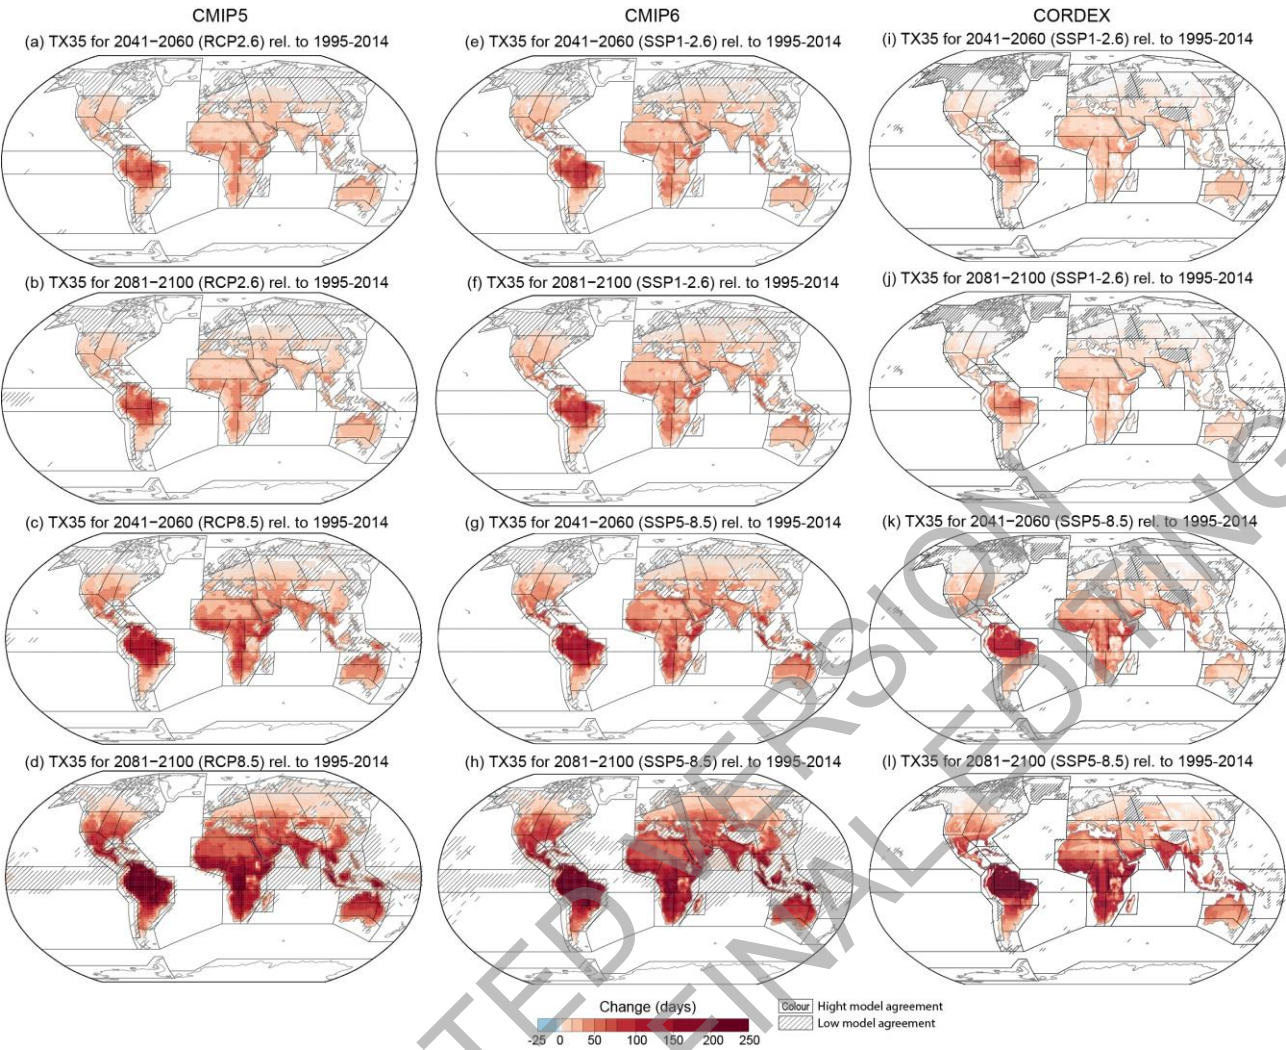 CMIP5
CMIP6
CORDEX
(a) TX35 for 2041−2060 (RCP2.6) rel. to 1995-2014
(e) TX35 for 2041−2060 (SSP1-2.6) rel. to 1995-2014
(i) TX35 for 2041−2060 (SSP1-2.6) rel. to 1995-2014
(b) TX35 for 2081−2100 (RCP2.6) rel. to 1995-2014
(f) TX35 for 2081−2100 (SSP1-2.6) rel. to 1995-2014
(j) TX35 for 2081−2100 (SSP1-2.6) rel. to 1995-2014
(c) TX35 for 2041−2060 (RCP8.5) rel. to 1995-2014
(g) TX35 for 2041−2060 (SSP5-8.5) rel. to 1995-2014
(k) TX35 for 2041−2060 (SSP5-8.5) rel. to 1995-2014
(d) TX35 for 2081−2100 (RCP8.5) rel. to 1995-2014
(h) TX35 for 2081−2100 (SSP5-8.5) rel. to 1995-2014
(l) TX35 for 2081−2100 (SSP5-8.5) rel. to 1995-2014
TED VERSION
FINAL EDITING
Change (days)
-25 0 50 100 150 200 250
Colour Hight model agreement
Low model agreement